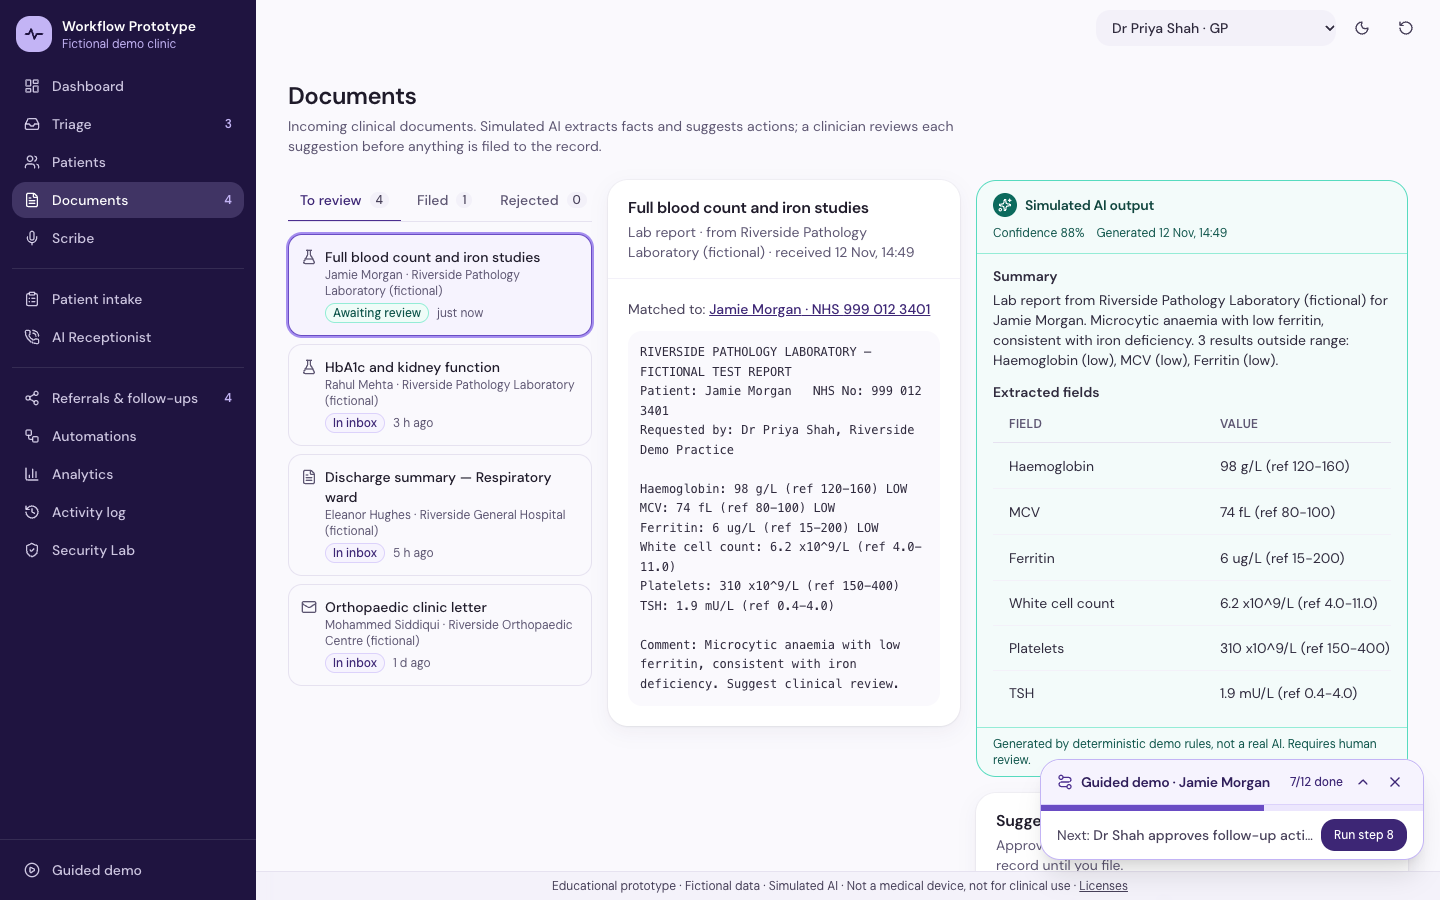 Workflow Prototype
Fictional demo clinic
Dashboard
Triage 3
Patients
Documents 4
Scribe
Patient intake
AI Receptionist
Referrals & follow-ups 4
Automations
Analytics
Activity log
Security Lab
Guided demo
Dr Priya Shah · GP
Documents
Incoming clinical documents. Simulated AI extracts facts and suggests actions; a clinician reviews each
suggestion before anything is filed to the record.
To review 4 Filed 1 Rejected 0
Full blood count and iron studies
Jamie Morgan · Riverside Pathology
Laboratory (fictional)
Awaiting review just now
HbA1c and kidney function
Rahul Mehta · Riverside Pathology Laboratory
(fictional)
In inbox 3 h ago
Discharge summary — Respiratory
ward
Eleanor Hughes · Riverside General Hospital
(fictional)
In inbox 5 h ago
Orthopaedic clinic letter
Mohammed Siddiqui · Riverside Orthopaedic
Centre (fictional)
In inbox 1 d ago
Full blood count and iron studies
Lab report · from Riverside Pathology
Laboratory (fictional) · received 12 Nov, 14:49
Matched to: Jamie Morgan · NHS 999 012 3401
RIVERSIDE PATHOLOGY LABORATORY —
FICTIONAL TEST REPORT
Patient: Jamie Morgan NHS No: 999 012
3401
Requested by: Dr Priya Shah, Riverside
Demo Practice
Haemoglobin: 98 g/L (ref 120-160) LOW
MCV: 74 fL (ref 80-100) LOW
Ferritin: 6 ug/L (ref 15-200) LOW
White cell count: 6.2 x10^9/L (ref 4.0-
11.0)
Platelets: 310 x10^9/L (ref 150-400)
TSH: 1.9 mU/L (ref 0.4-4.0)
Comment: Microcytic anaemia with low
ferritin, consistent with iron
deficiency. Suggest clinical review.
Simulated AI output
Confidence 88% Generated 12 Nov, 14:49
Summary
Lab report from Riverside Pathology Laboratory (fictional) for
Jamie Morgan. Microcytic anaemia with low ferritin,
consistent with iron deficiency. 3 results outside range:
Haemoglobin (low), MCV (low), Ferritin (low).
Extracted fields
FIELD VALUE
Haemoglobin 98 g/L (ref 120-160)
MCV 74 fL (ref 80-100)
Ferritin 6 ug/L (ref 15-200)
White cell count 6.2 x10^9/L (ref 4.0-11.0)
Platelets 310 x10^9/L (ref 150-400)
TSH 1.9 mU/L (ref 0.4-4.0)
Generated by deterministic demo rules, not a real AI. Requires human
review.
Guided demo · Jamie Morgan 7/12 done
Next: Dr Shah approves follow-up acti... Run step 8
record until you file.
Educational prototype · Fictional data · Simulated AI · Not a medical device, not for clinical use · Licenses